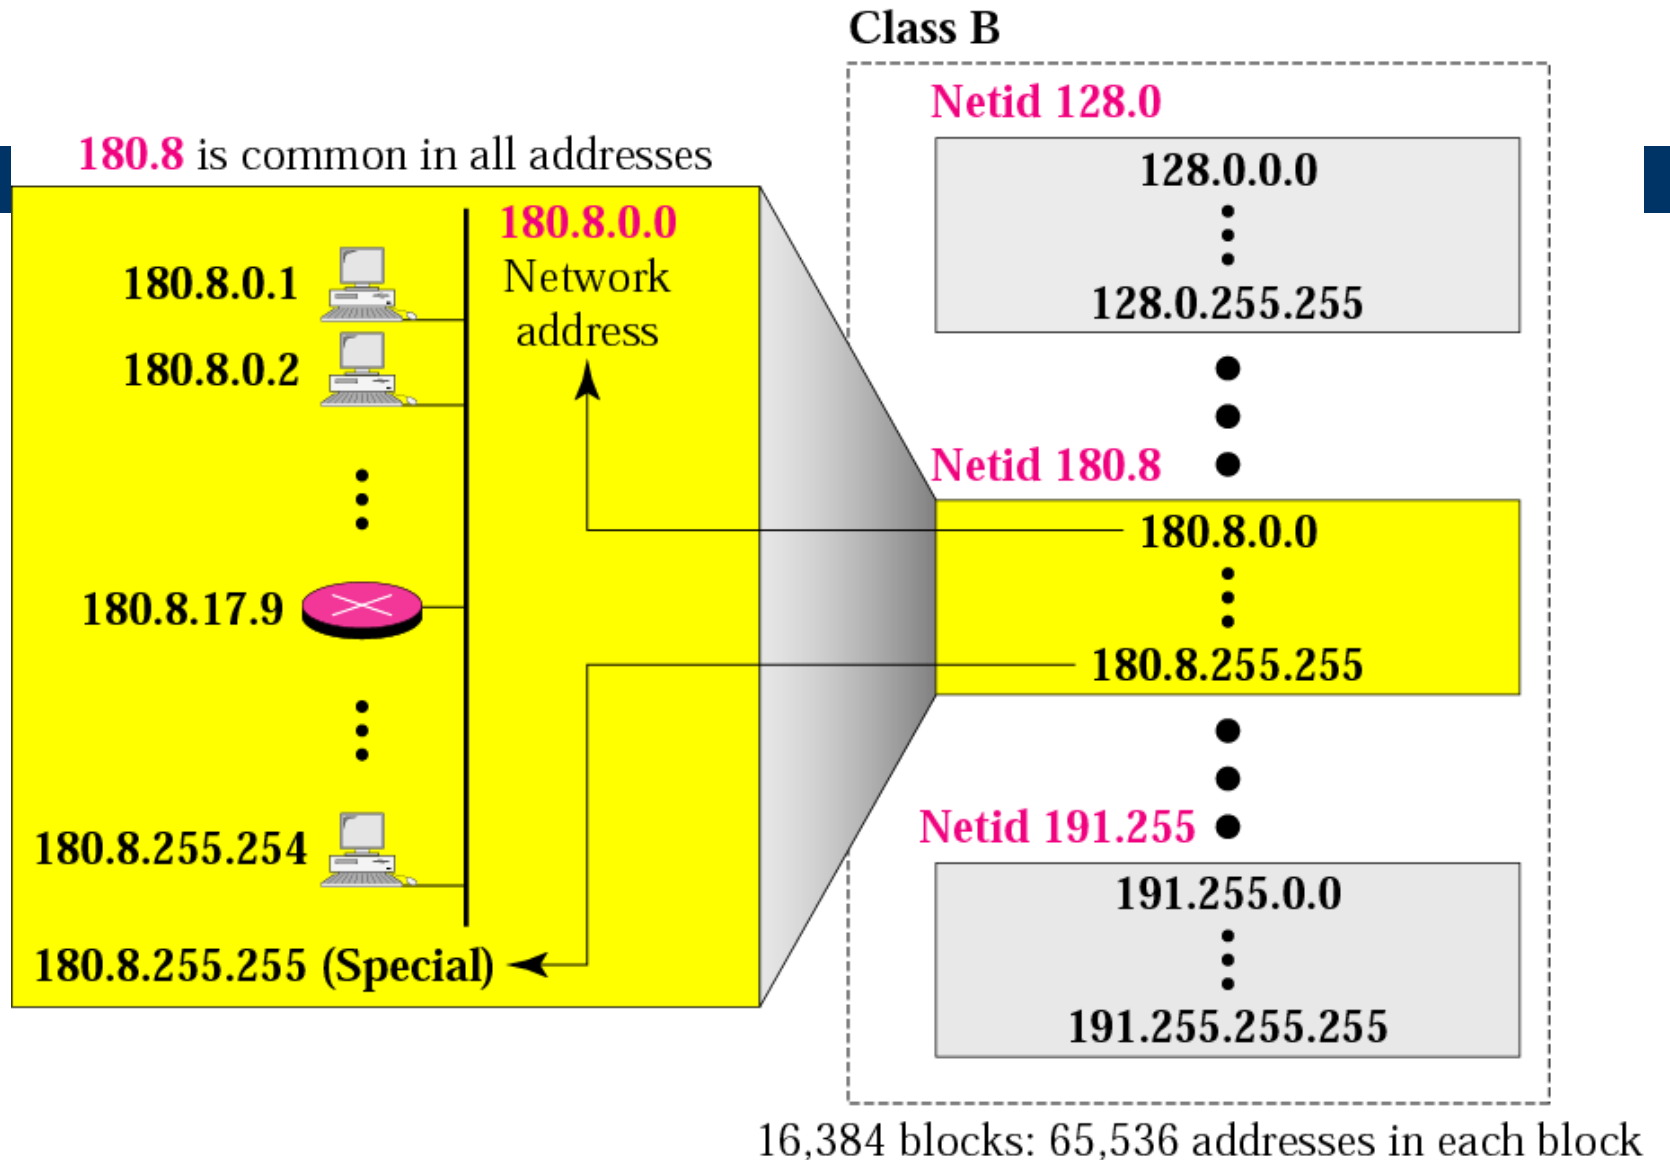 Class B
Netid 128.0
128.0.0.0
128.0.255.255
180.8 is common in all addresses
180.8.0.0
Network
address
180.8.0.1
180.8.0.2
180.8.17.9
180.8.255.254
180.8.255.255 (Special)
Netid 180.8
180.8.0.0
180.8.255.255
Netid 191.255
191.255.0.0
191.255.255.255
16,384 blocks: 65,536 addresses in each block